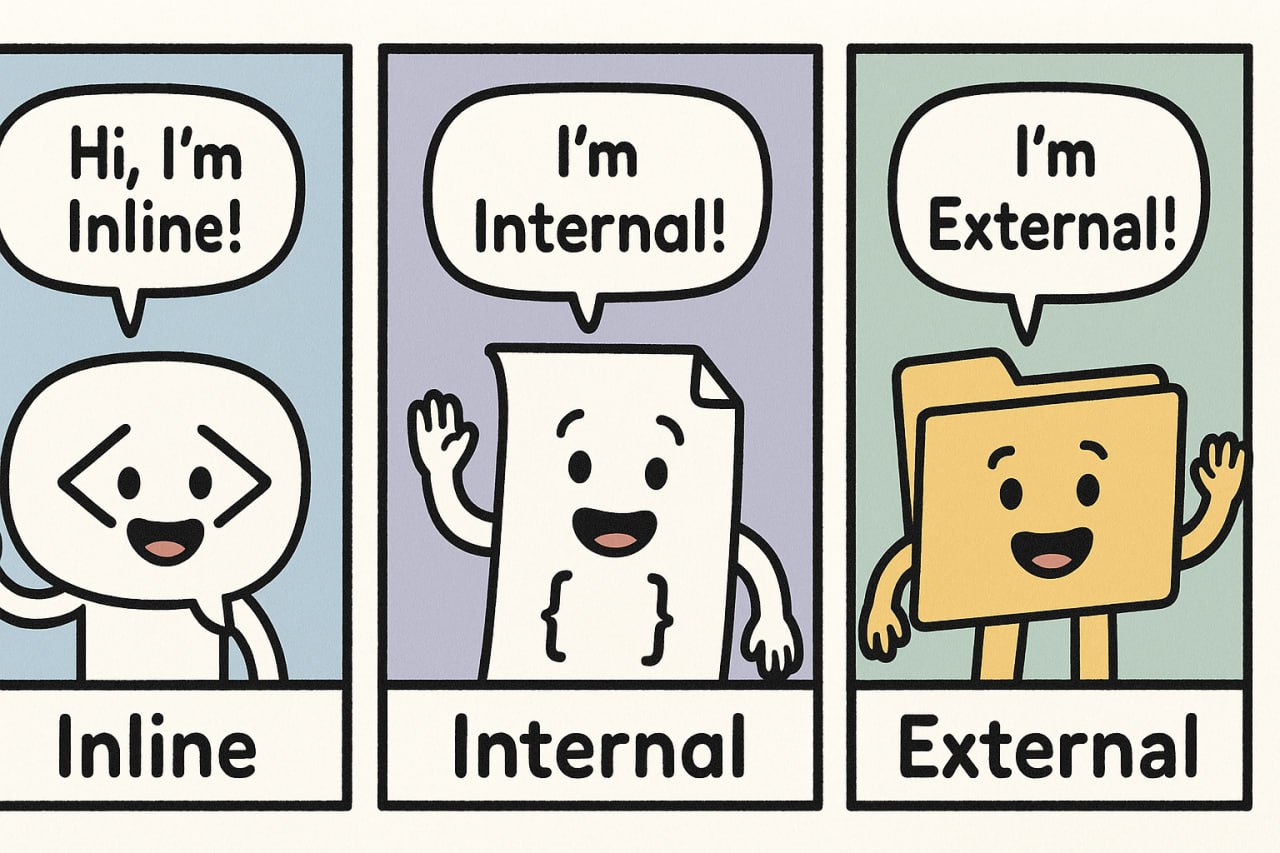 Hi, I'm
Inline!
I'm
Internal!
I'm
External!
< >
{ }
Inline
Internal
External